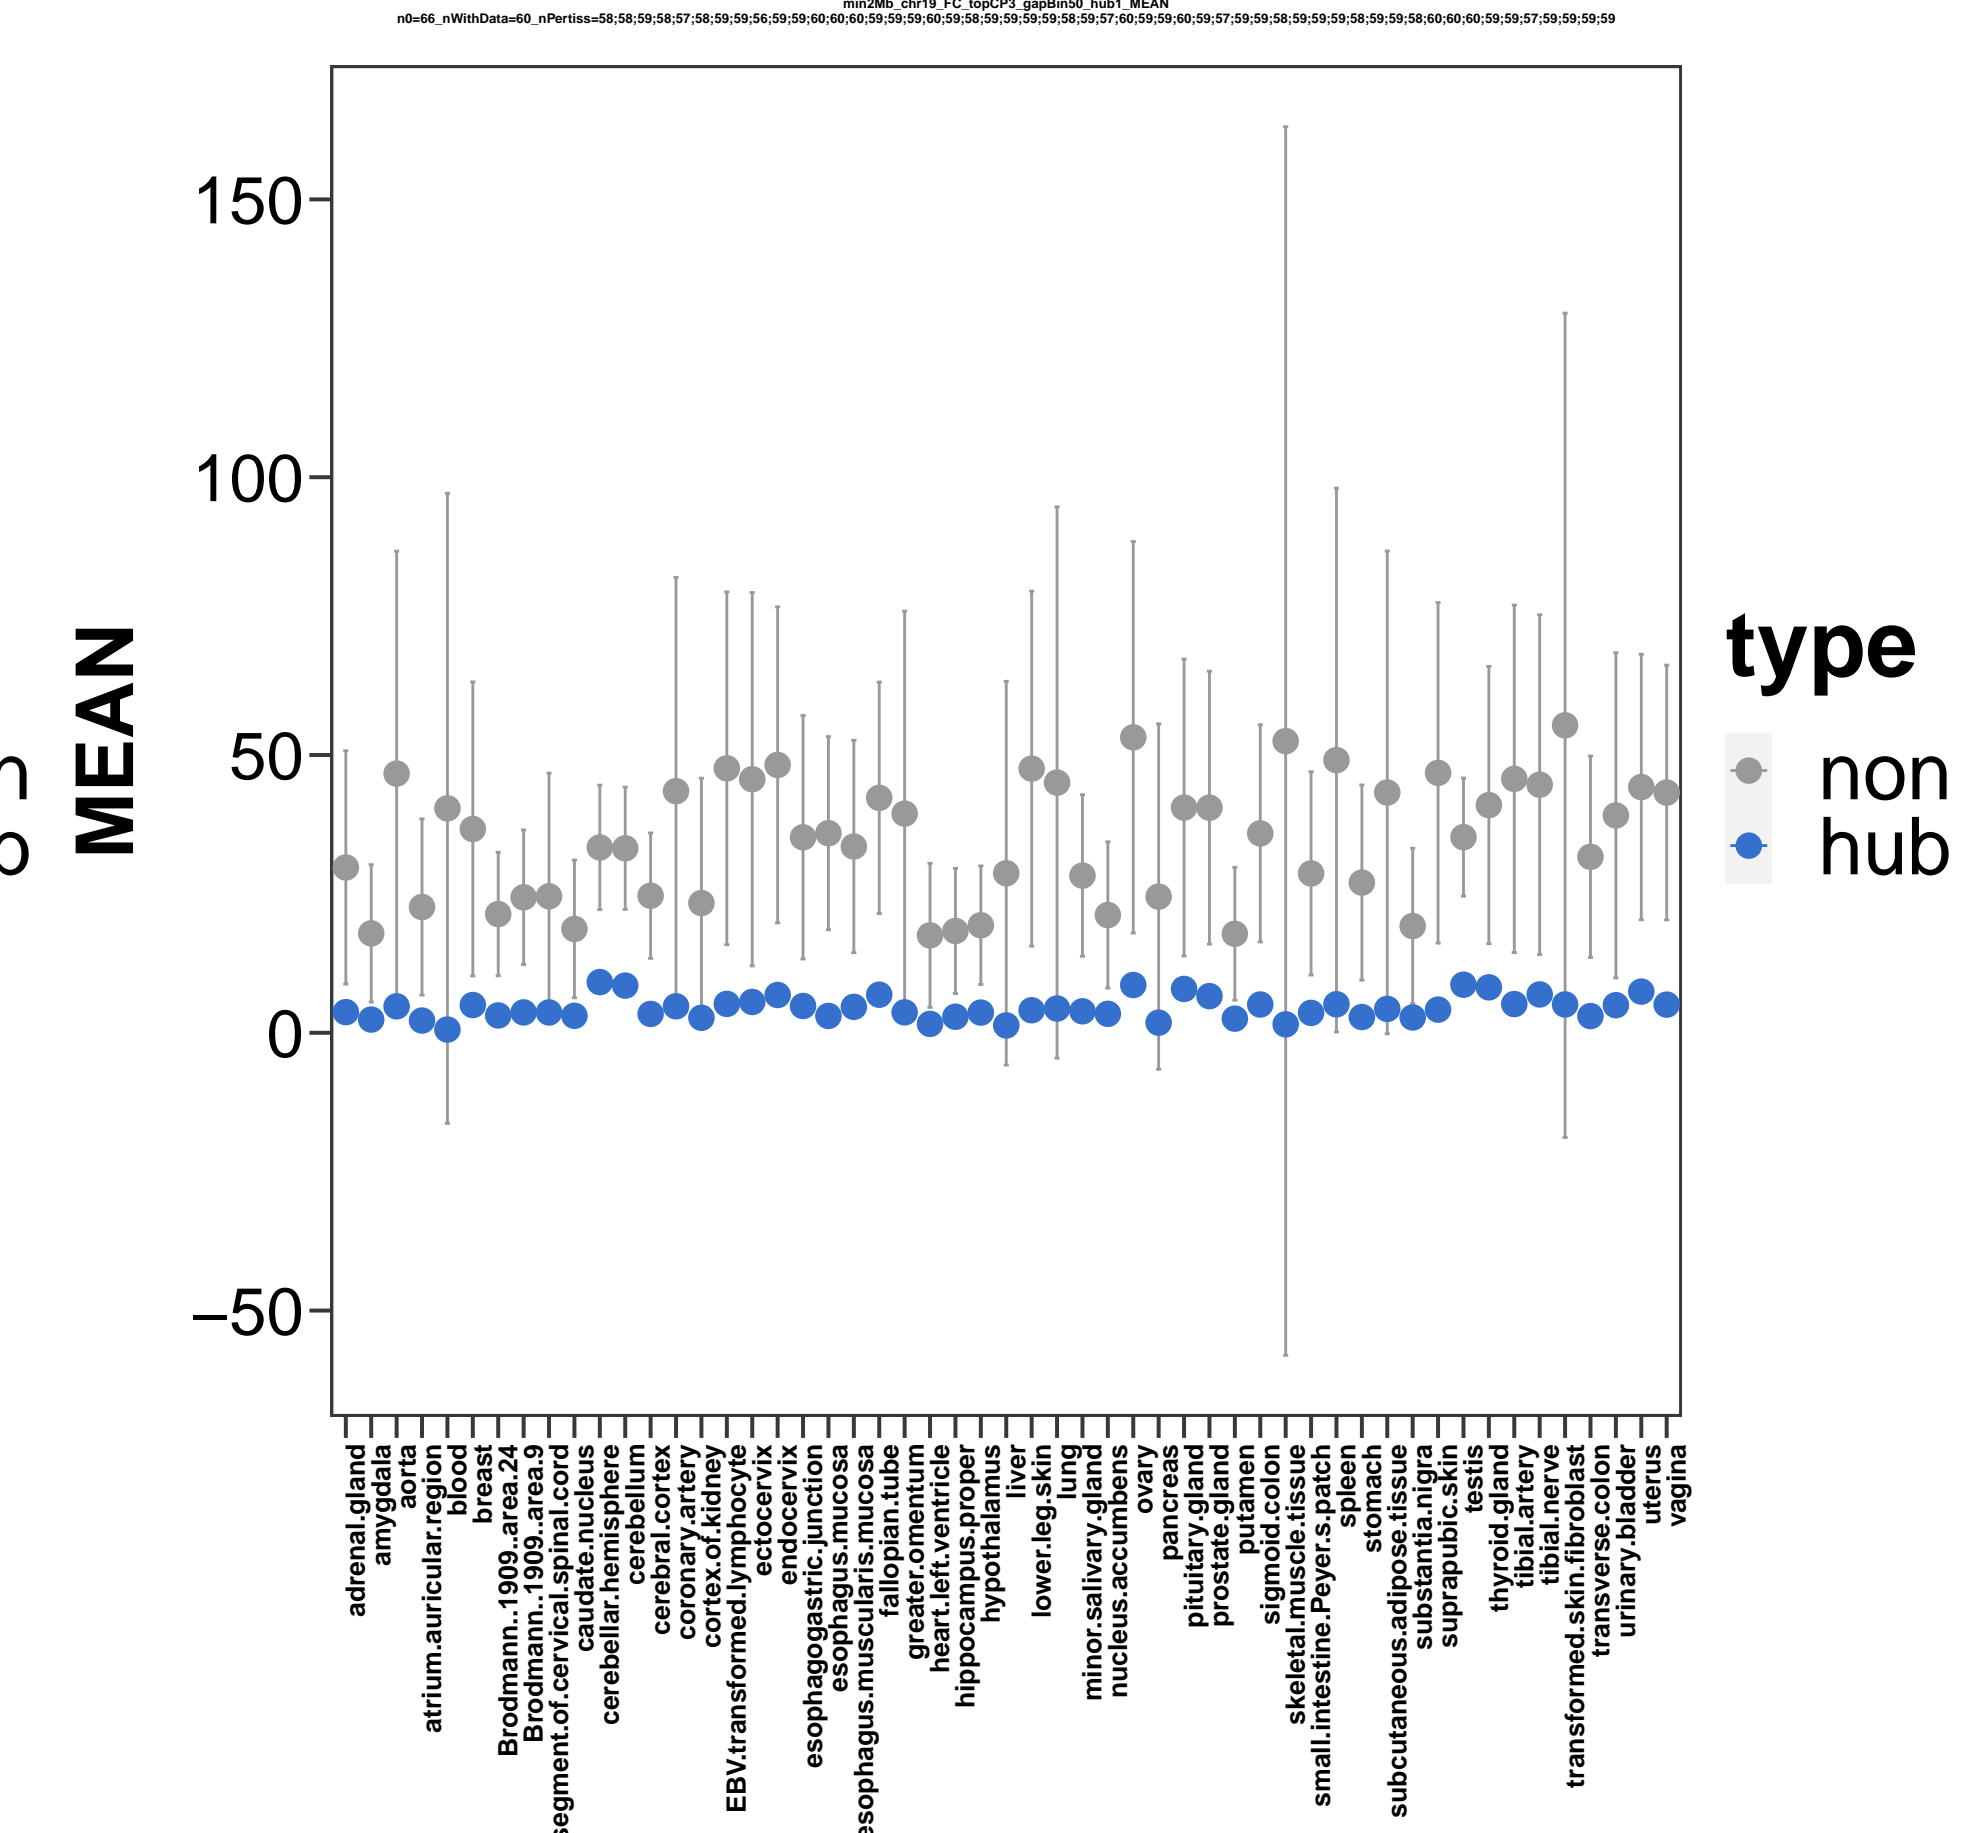 min2Mb_chr19_FC_topCP3_gapBin50_hub1_MEAN
n0=66_nWithData=60_nPertiss=58;58;59;58;57;58;59;59;56;59;59;60;60;60;59;59;59;60;59;58;59;59;59;59;58;59;57;60;59;59;60;59;57;59;59;58;59;59;59;58;59;59;58;60;60;60;59;59;57;59;59;59;59
MEAN
150
100
50
0
−50
type
non
hub
adrenal.gland
amygdala
aorta
atrium.auricular.region
blood
breast
Brodmann..1909..area.24
Brodmann..1909..area.9
segment.of.cervical.spinal.cord
caudate.nucleus
cerebellar.hemisphere
cerebellum
cerebral.cortex
coronary.artery
cortex.of.kidney
EBV.transformed.lymphocyte
ectocervix
endocervix
esophagogastric.junction
esophagus.mucosa
esophagus.muscularis.mucosa
fallopian.tube
greater.omentum
heart.left.ventricle
hippocampus.proper
hypothalamus
liver
lower.leg.skin
lung
minor.salivary.gland
nucleus.accumbens
ovary
pancreas
pituitary.gland
prostate.gland
putamen
sigmoid.colon
skeletal.muscle.tissue
small.intestine.Peyer.s.patch
spleen
stomach
subcutaneous.adipose.tissue
substantia.nigra
suprapubic.skin
testis
thyroid.gland
tibial.artery
tibial.nerve
transformed.skin.fibroblast
transverse.colon
urinary.bladder
uterus
vagina